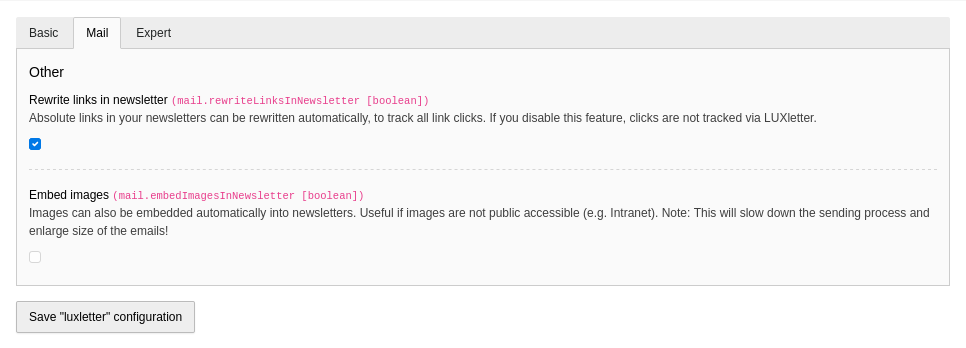 Basic Mail Expert
Other
Rewrite links in newsletter (mail.rewriteLinksInNewsletter [boolean])
Absolute links in your newsletters can be rewritten automatically, to track all link clicks. If you disable this feature, clicks are not tracked via LUXletter.
Embed images (mail.embedImagesInNewsletter [boolean])
Images can also be embedded automatically into newsletters. Useful if images are not public accessible (e.g. Intranet). Note: This will slow down the sending process and
enlarge size of the emails!
Save "luxletter" configuration